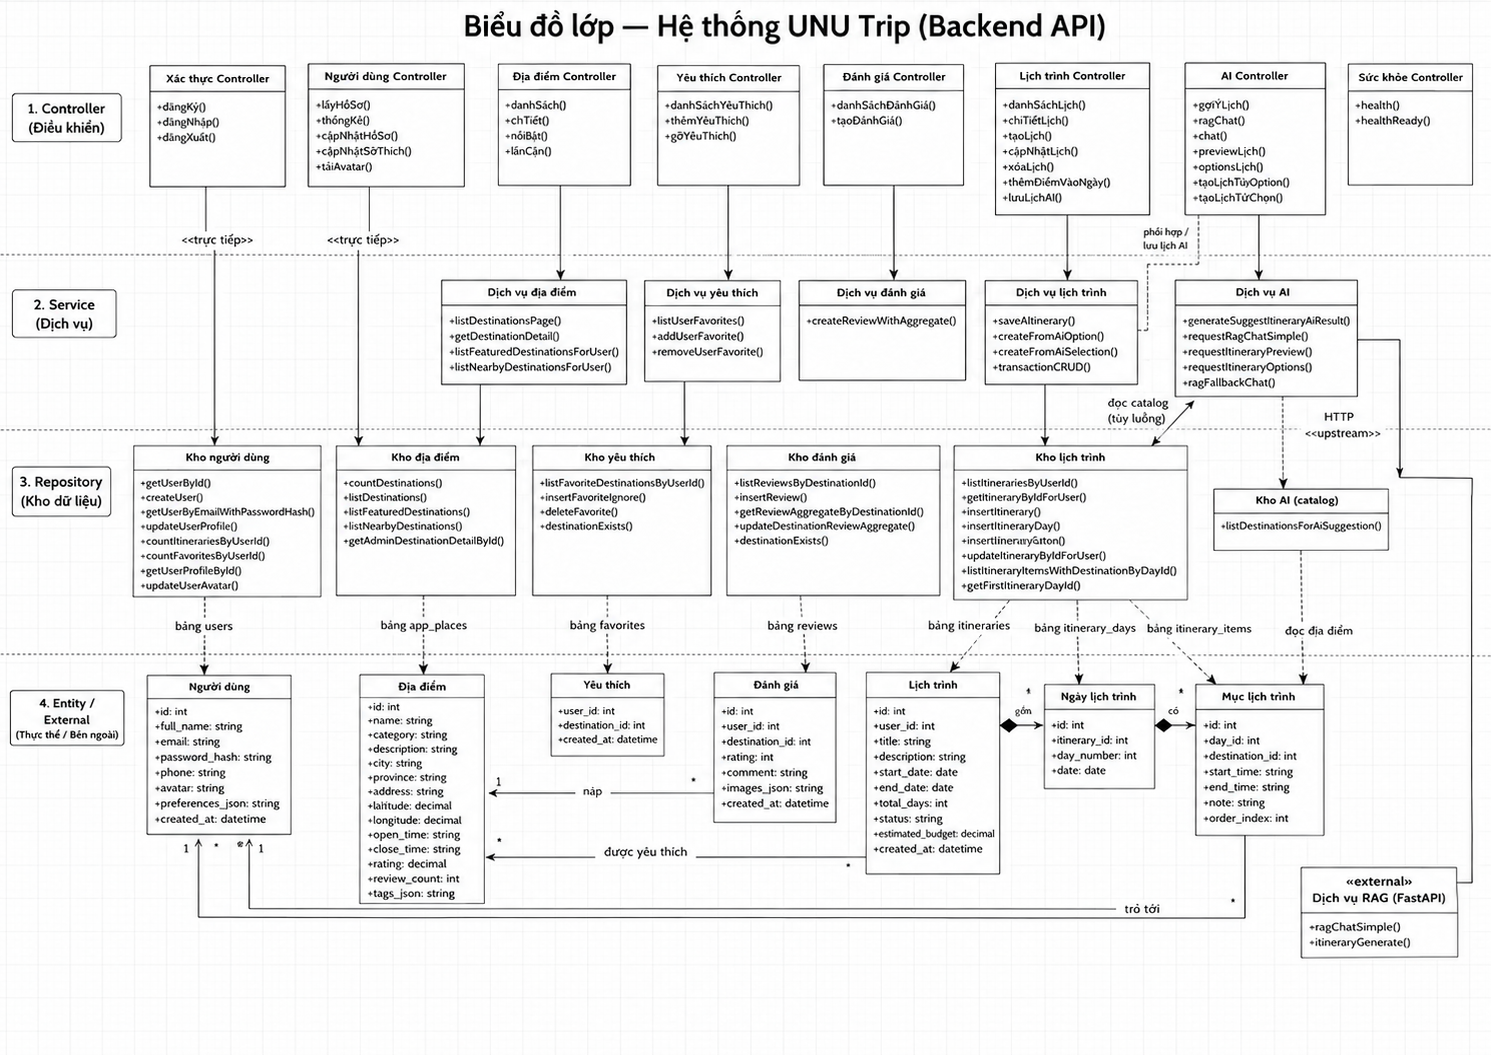 Biểu đồ lớp — Hệ thống UNU Trip (Backend API)
1. Controller
(Điều khiển)
Xác thực Controller
+đăngKý()
+đăngNhập()
+đăngXuất()
Người dùng Controller
+lấyHồSơ()
+thốngKê()
+cậpNhậtHồSơ()
+cậpNhậtSởThích()
+tảiAvatar()
Địa điểm Controller
+danhSách()
+chTiết()
+nổiBật()
+lânCận()
Yêu thích Controller
+danhSáchYêuThích()
+thêmYêuThích()
+gỡYêuThích()
Đánh giá Controller
+danhSáchĐánhGiá()
+tạoĐánhGiá()
Lịch trình Controller
+danhSáchLịch()
+chiTiếtLịch()
+tạoLịch()
+cậpNhậtLịch()
+xóaLịch()
+thêmĐiểmVàoNgày()
+lưuLịchAI()
AI Controller
+gợiÝLịch()
+ragChat()
+chat()
+previewLịch()
+optionsLịch()
+tạoLịchTừyOption()
+tạoLịchTừChọn()
Sức khỏe Controller
+health()
+healthReady()
<<trực tiếp>>
<<trực tiếp>>
phối hợp /
lưu lịch AI
2. Service
(Dịch vụ)
Dịch vụ địa điểm
+listDestinationsPage()
+getDestinationDetail()
+listFeaturedDestinationsForUser()
+listNearbyDestinationsForUser()
Dịch vụ yêu thích
+listUserFavorites()
+addUserFavorite()
+removeUserFavorite()
Dịch vụ đánh giá
+createReviewWithAggregate()
Dịch vụ lịch trình
+saveAItinerary()
+createFromAiOption()
+createFromAiSelection()
+transactionCRUD()
Dịch vụ AI
+generateSuggestItineraryAiResult()
+requestRagChatSimple()
+requestItineraryPreview()
+requestItineraryOptions()
+ragFallbackChat()
đọc catalog
(tùy luồng)
HTTP
<<upstream>>
3. Repository
(Kho dữ liệu)
Kho người dùng
+getUserById()
+createUser()
+getUserByEmailWithPasswordHash()
+updateUserProfile()
+countItinerariesByUserId()
+countFavoritesByUserId()
+getUserProfileById()
+updateUserAvatar()
Kho địa điểm
+countDestinations()
+listDestinations()
+listFeaturedDestinations()
+listNearbyDestinations()
+getAdminDestinationDetailById()
Kho yêu thích
+listFavoriteDestinationsByUserId()
+insertFavoriteIgnore()
+deleteFavorite()
+destinationExists()
Kho đánh giá
+listReviewsByDestinationId()
+insertReview()
+getReviewAggregateByDestinationId()
+updateDestinationReviewAggregate()
+destinationExists()
Kho lịch trình
+listItinerariesByUserId()
+getItineraryByIdForUser()
+insertItinerary()
+insertItineraryDay()
+updateItineraryByIdForUser()
+listItineraryItemsWithDestinationByDayId()
+getFirstItineraryDayId()
Kho AI (catalog)
+listDestinationsForAiSuggestion()
bảng users
bảng app_places
bảng favorites
bảng reviews
bảng itineraries
bảng itinerary_days
bảng itinerary_items
đọc địa điểm
4. Entity /
External
(Thực thể / Bên ngoài)
Người dùng
+id: int
+full_name: string
+email: string
+password_hash: string
+phone: string
+avatar: string
+preferences_json: string
+created_at: datetime
Địa điểm
+id: int
+name: string
+category: string
+description: string
+city: string
+province: string
+address: string
+latitude: decimal
+longitude: decimal
+open_time: string
+close_time: string
+rating: decimal
+review_count: int
+tags_json: string
Yêu thích
+user_id: int
+destination_id: int
+created_at: datetime
Đánh giá
+id: int
+user_id: int
+destination_id: int
+rating: int
+comment: string
+images_json: string
+created_at: datetime
Lịch trình
+id: int
+user_id: int
+title: string
+description: string
+start_date: date
+end_date: date
+total_days: int
+status: string
+estimated_budget: decimal
+created_at: datetime
* gồm
Ngày lịch trình
+id: int
+itinerary_id: int
+day_number: int
+date: date
* có
Mục lịch trình
+id: int
+day_id: int
+destination_id: int
+start_time: string
+end_time: string
+note: string
+order_index: int
1 náp *
* được yêu thích *
1 * 1
trỏ tới *
«external»
Dịch vụ RAG (FastAPI)
+ragChatSimple()
+itineraryGenerate()